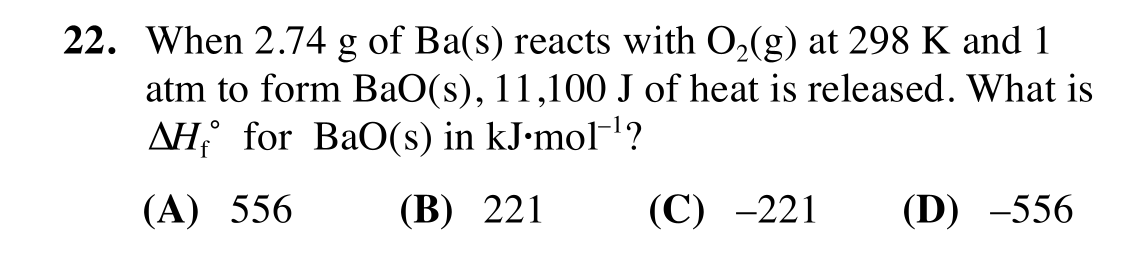 22. When 2.74 g of Ba(s) reacts with O₂(g) at 298 K and 1
atm to form BaO(s), 11,100 J of heat is released. What is
ΔH_f° for BaO(s) in kJ·mol⁻¹?
(A) 556 (B) 221 (C) –221 (D) –556